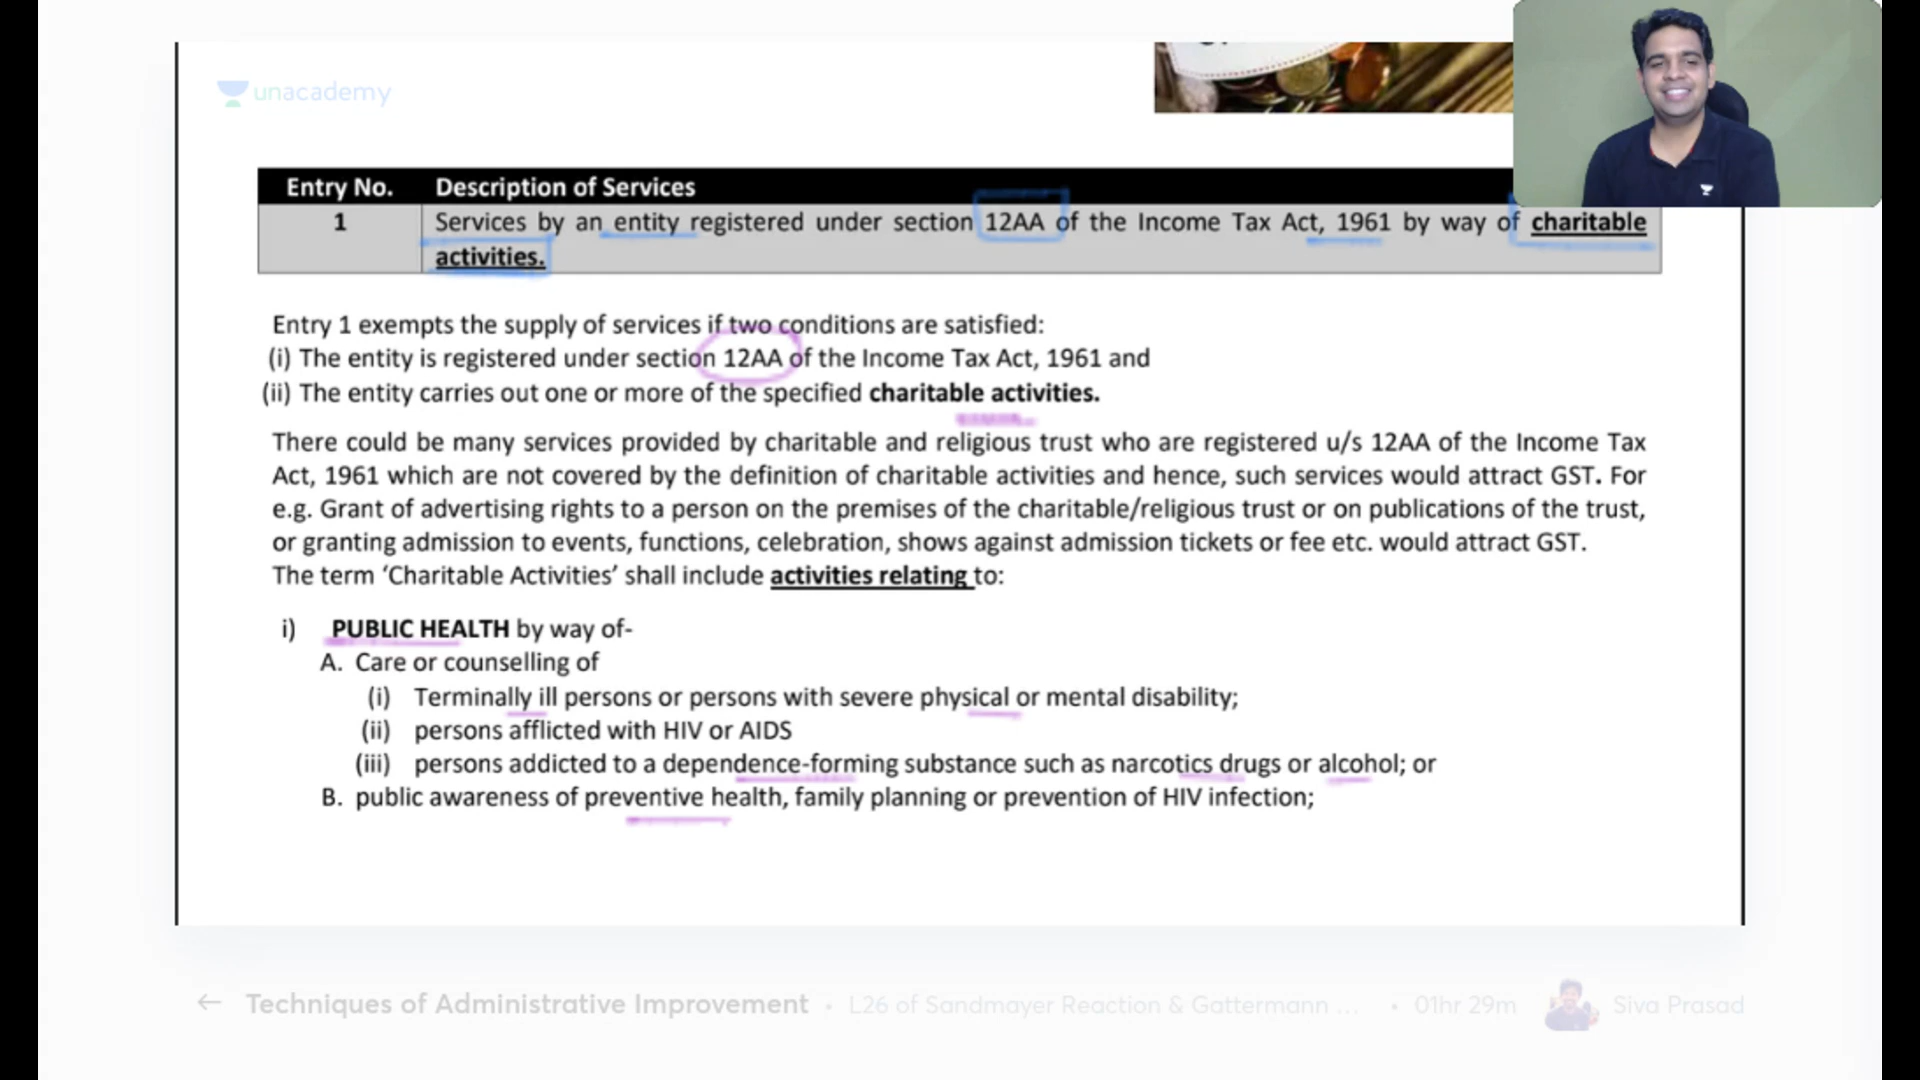 unacademy
Entry No. Description of Services
1 Services by an entity registered under section 12AA of the Income Tax Act, 1961 by way of charitable
activities.
Entry 1 exempts the supply of services if two conditions are satisfied:
(i) The entity is registered under section 12AA of the Income Tax Act, 1961 and
(ii) The entity carries out one or more of the specified charitable activities.
There could be many services provided by charitable and religious trust who are registered u/s 12AA of the Income Tax
Act, 1961 which are not covered by the definition of charitable activities and hence, such services would attract GST. For
e.g. Grant of advertising rights to a person on the premises of the charitable/religious trust or on publications of the trust,
or granting admission to events, functions, celebration, shows against admission tickets or fee etc. would attract GST.
The term ‘Charitable Activities’ shall include activities relating to:
i) PUBLIC HEALTH by way of-
A. Care or counselling of
(i) Terminally ill persons or persons with severe physical or mental disability;
(ii) persons afflicted with HIV or AIDS
(iii) persons addicted to a dependence-forming substance such as narcotics drugs or alcohol; or
B. public awareness of preventive health, family planning or prevention of HIV infection;
← Techniques of Administrative Improvement • L26 of Sandmayer Reaction & Gattermann ... • 01hr 29m Siva Prasad